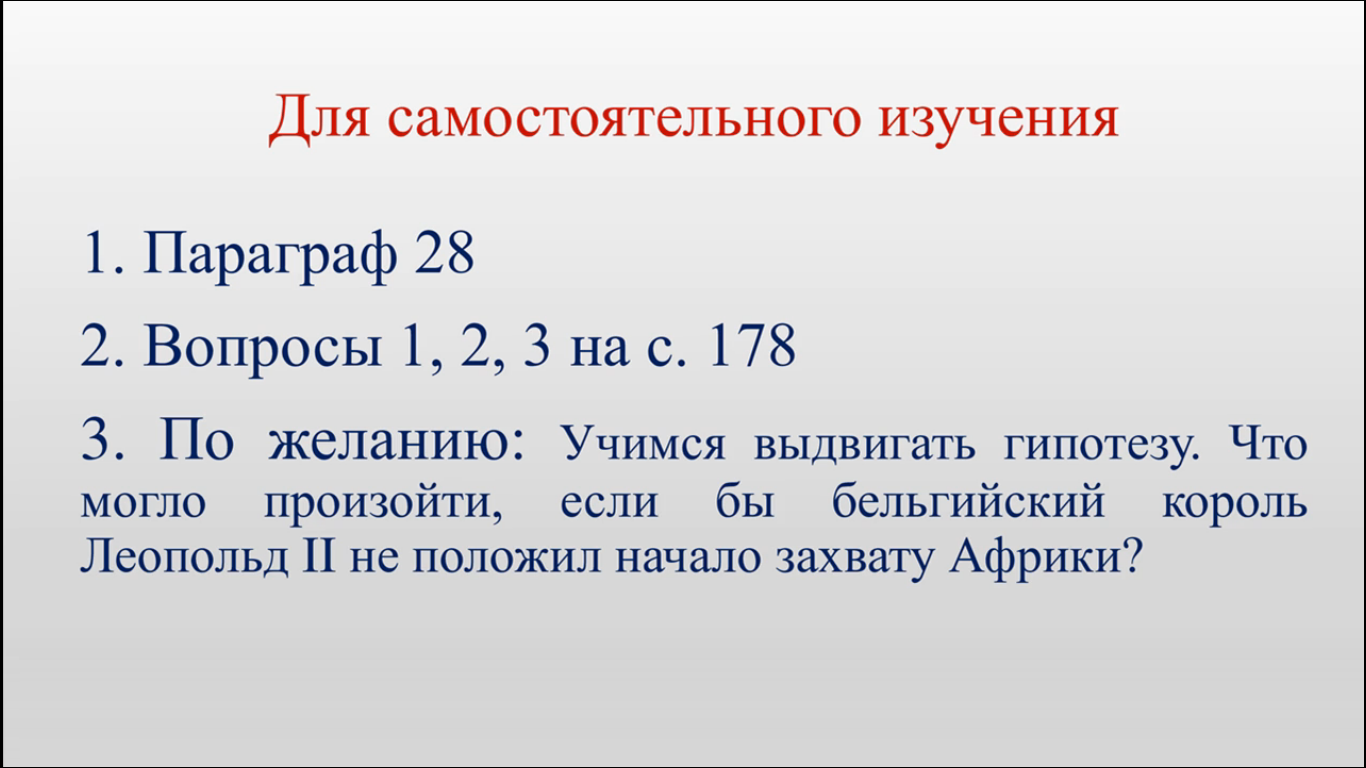 Для самостоятельного изучения
1. Параграф 28
2. Вопросы 1, 2, 3 на с. 178
3. По желанию: Учимся выдвигать гипотезу. Что
могло произойти, если бы бельгийский король
Леопольд II не положил начало захвату Африки?